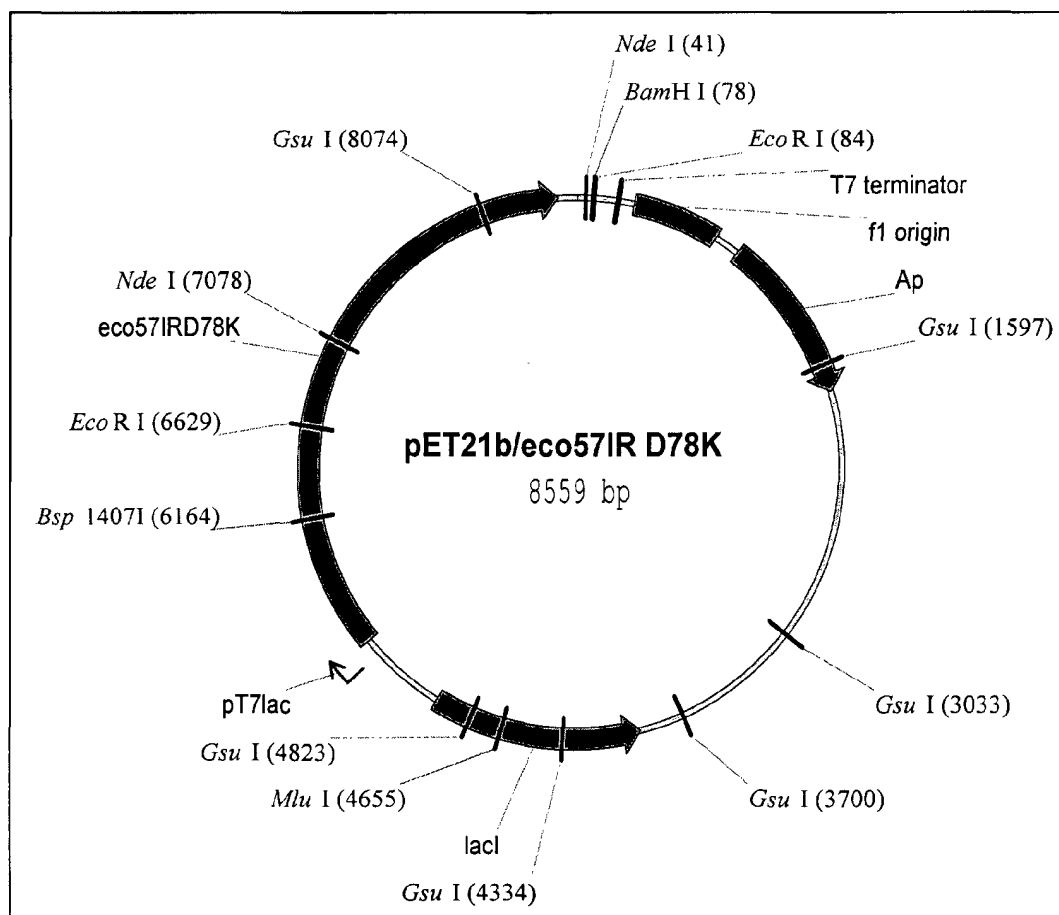 Nde I (41)
BamH I (78)
EcoR I (84)
T7 terminator
f1 origin
Ap
Gsu I (1597)
Gsu I (3033)
Gsu I (3700)
Gsu I (4334)
lacI
Mlu I (4655)
Gsu I (4823)
pT7lac
Bsp 1407I (6164)
EcoR I (6629)
eco57IRD78K
Nde I (7078)
Gsu I (8074)
pET21b/eco57IR D78K
8559 bp